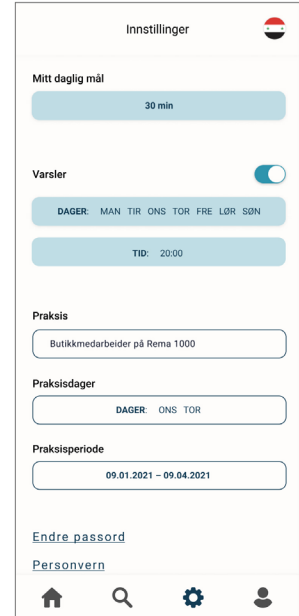 Innstillinger
Mitt daglig mål
30 min
Varsler
DAGER: MAN TIR ONS TOR FRE LØR SØN
TID: 20:00
Praksis
Butikkmedarbeider på Rema 1000
Praksisdager
DAGER: ONS TOR
Praksisperiode
09.01.2021 – 09.04.2021
Endre passord
Personvern